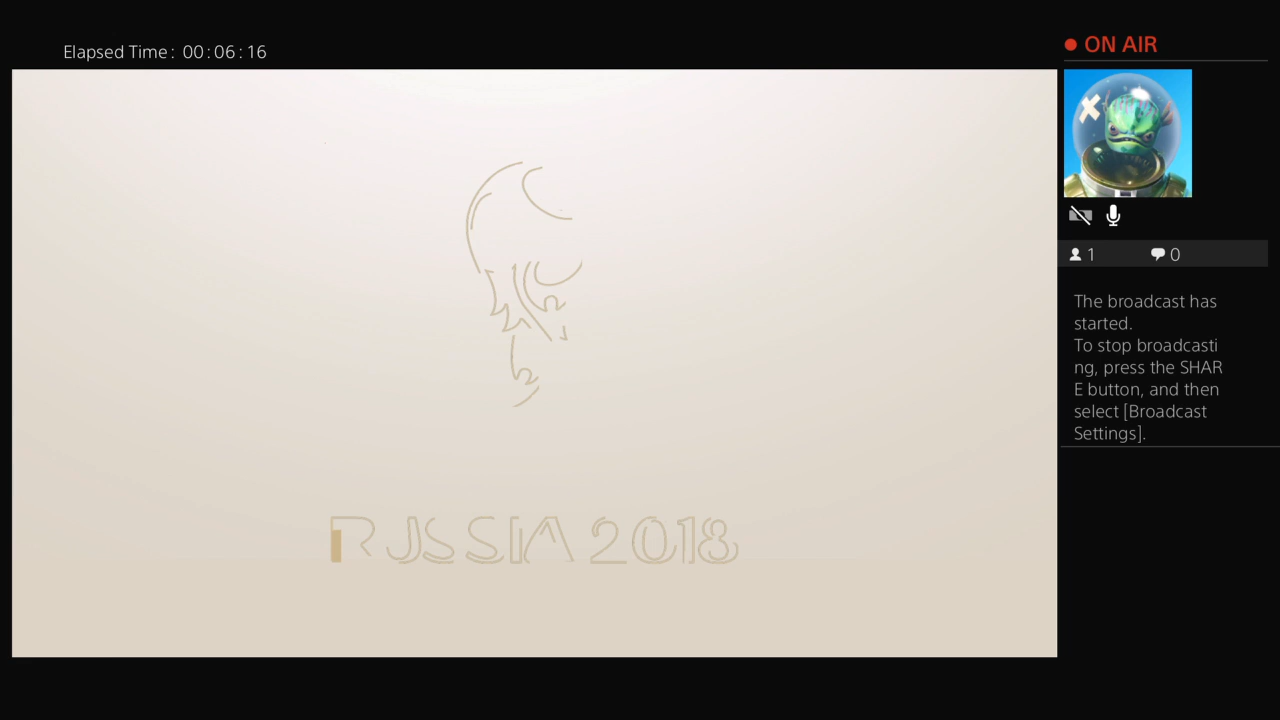 Elapsed Time: 00:06:16
ON AIR
1 0
The broadcast has
started.
To stop broadcasti
ng, press the SHAR
E button, and then
select [Broadcast
Settings].
RUSSIA 2018